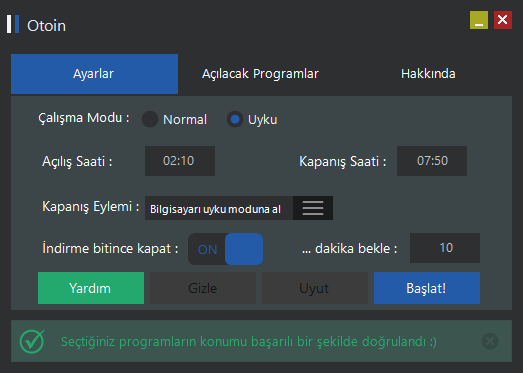 Otoin
Ayarlar Açılacak Programlar Hakkında
Çalışma Modu : Normal Uyku
Açılış Saati : 02:10 Kapanış Saati : 07:50
Kapanış Eylemi : Bilgisayarı uyku moduna al
İndirme bitince kapat : ON ... dakika bekle : 10
Yardım Gizle Uyut Başlat!
Seçtiğiniz programların konumu başarılı bir şekilde doğrulandı :)